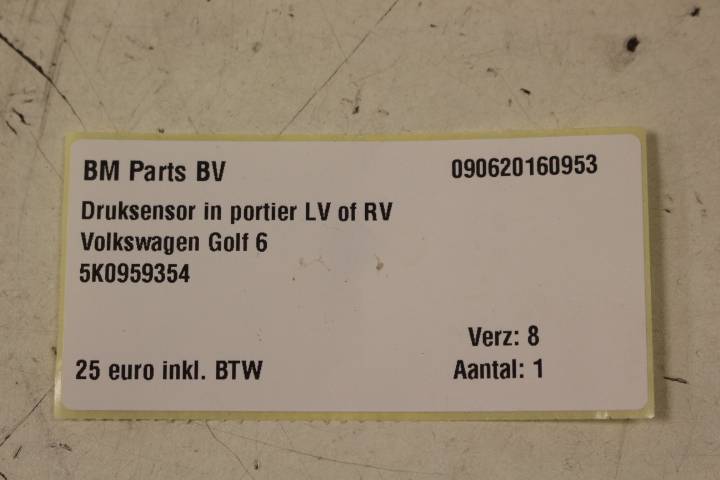 BM Parts BV 090620160953
Druksensor in portier LV of RV
Volkswagen Golf 6
5K0959354
Verz: 8
25 euro inkl. BTW Aantal: 1